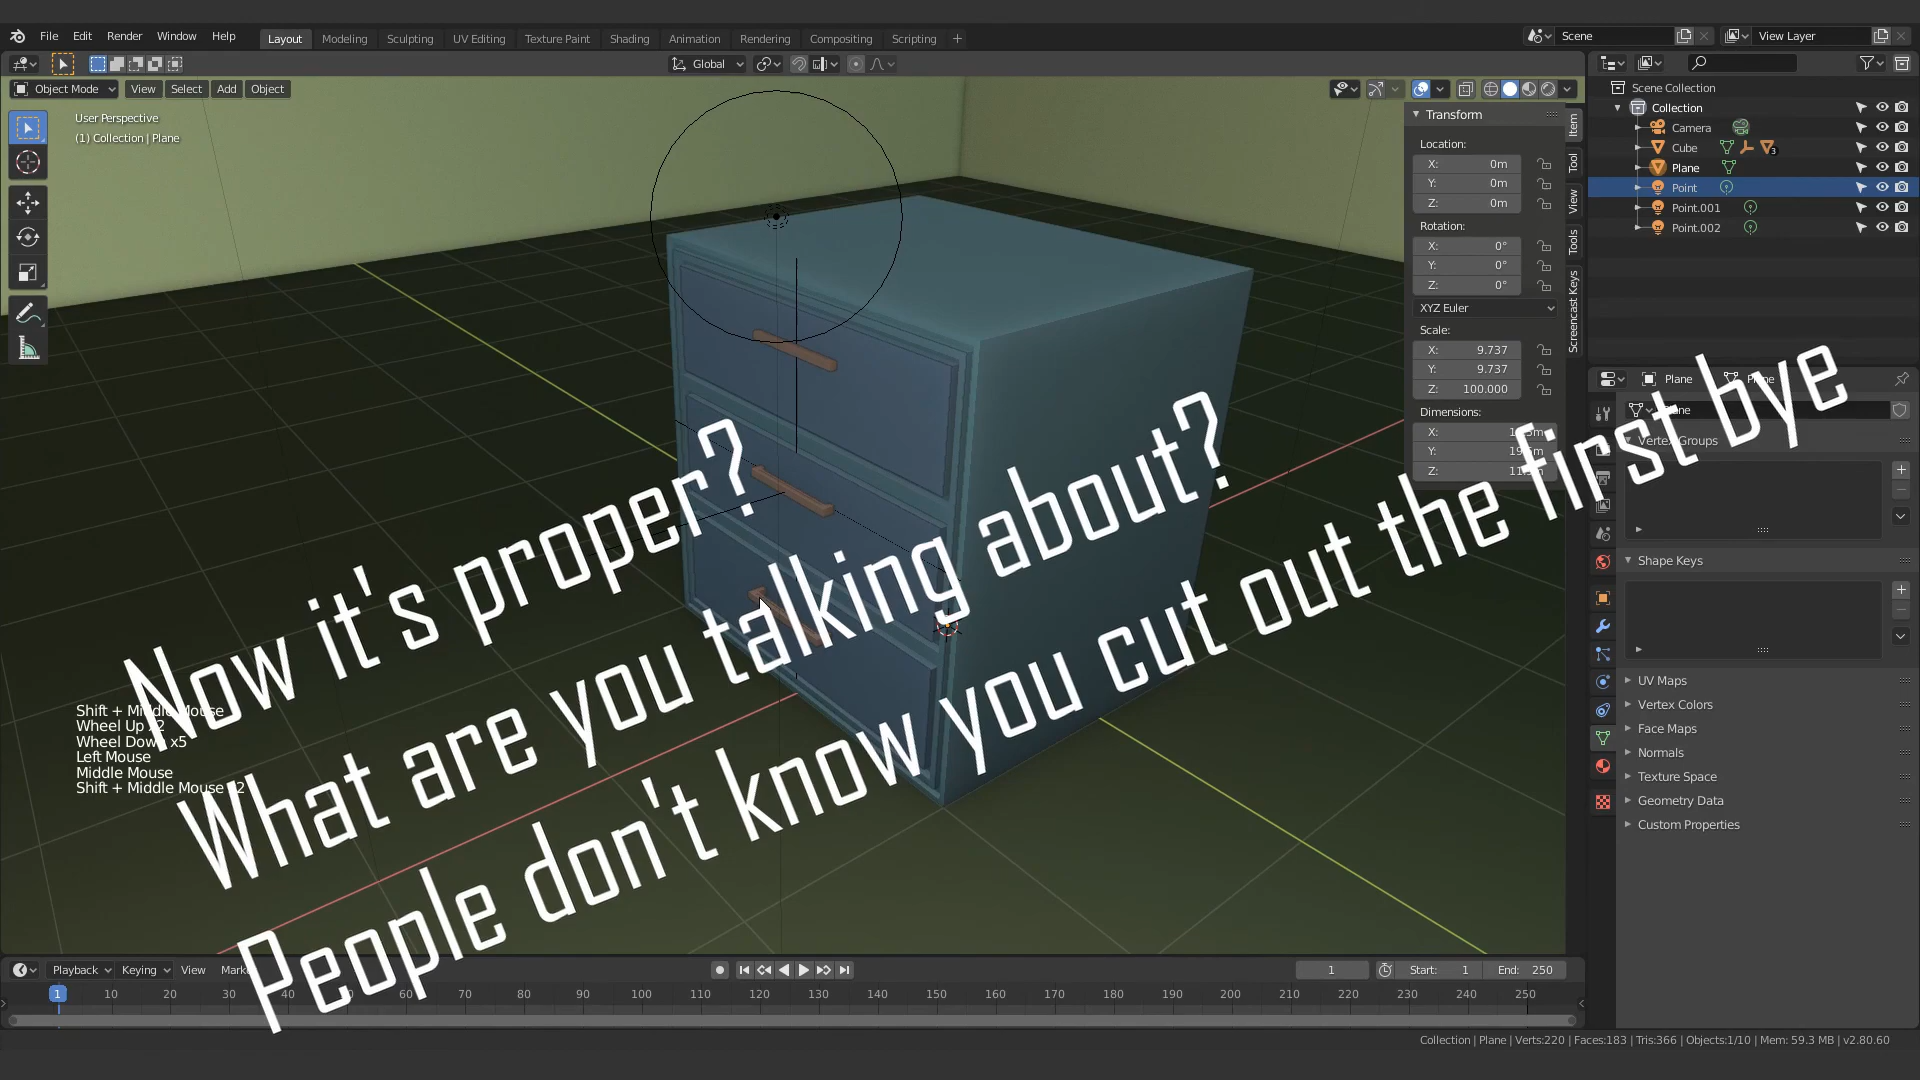 File Edit Render Window Help Layout Modeling Sculpting UV Editing Texture Paint Shading Animation Rendering Compositing Scripting +
Scene View Layer
Global
Object Mode View Select Add Object
User Perspective
(1) Collection | Plane
Transform
Location:
X: 0m
Y: 0m
Z: 0m
Rotation:
X: 0°
Y: 0°
Z: 0°
XYZ Euler
Scale:
X: 9.737
Y: 9.737
Z: 100.000
Dimensions:
X:
Y:
Z:
Item
Tool
View
Tools
Screencast Keys
Scene Collection
Collection
Camera
Cube 3
Plane
Point
Point.001
Point.002
Plane Plane
Vertex Groups
Shape Keys
UV Maps
Vertex Colors
Face Maps
Normals
Texture Space
Geometry Data
Custom Properties
Now it's proper?
What are you talking about?
People don't know you cut out the first bye
Shift + Middle Mouse
Wheel Up x2
Wheel Down x5
Left Mouse
Middle Mouse
Shift + Middle Mouse x2
Playback Keying View 1 Start: 1 End: 250
1 10 20 30 40 50 60 70 80 90 100 110 120 130 140 150 160 170 180 190 200 210 220 230 240 250
Collection | Plane | Verts:220 | Faces:183 | Tris:366 | Objects:1/10 | Mem: 59.3 MB | v2.80.60